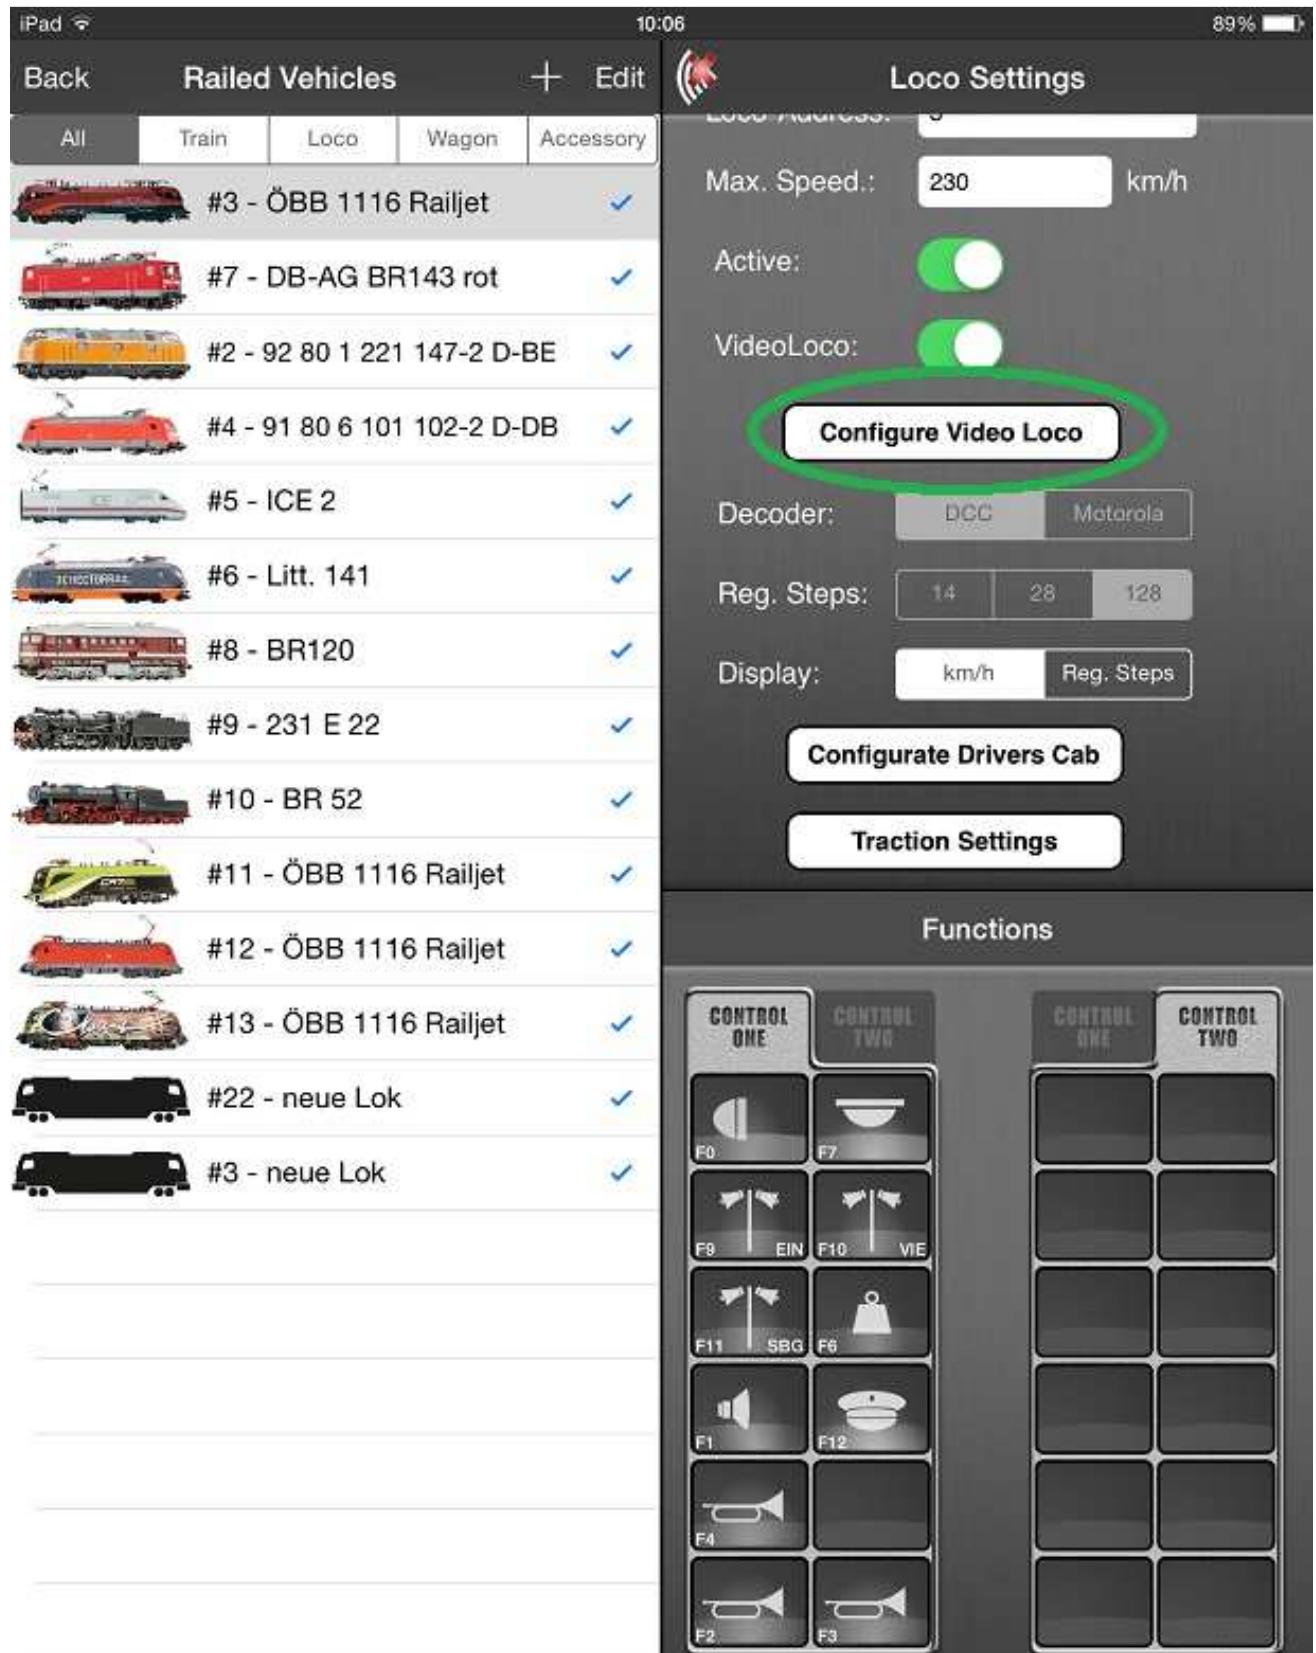 iPad 10:06 89%
Back Railed Vehicles + Edit
Loco Settings
All Train Loco Wagon Accessory
Loco Address: 3
#3 - ÖBB 1116 Railjet
Max. Speed.: 230 km/h
#7 - DB-AG BR143 rot
Active:
#2 - 92 80 1 221 147-2 D-BE
VideoLoco:
#4 - 91 80 6 101 102-2 D-DB
Configure Video Loco
#5 - ICE 2
Decoder: DCC Motorola
#6 - Litt. 141
Reg. Steps: 14 28 128
#8 - BR120
Display: km/h Reg. Steps
#9 - 231 E 22
Configurate Drivers Cab
#10 - BR 52
Traction Settings
#11 - ÖBB 1116 Railjet
Functions
#12 - ÖBB 1116 Railjet
#13 - ÖBB 1116 Railjet
CONTROL ONE
CONTROL TWO
CONTROL ONE
CONTROL TWO
#22 - neue Lok
#3 - neue Lok
F0 F7
F9 EIN F10 VIE
F11 SBG F6
F1 F12
F4
F2 F3